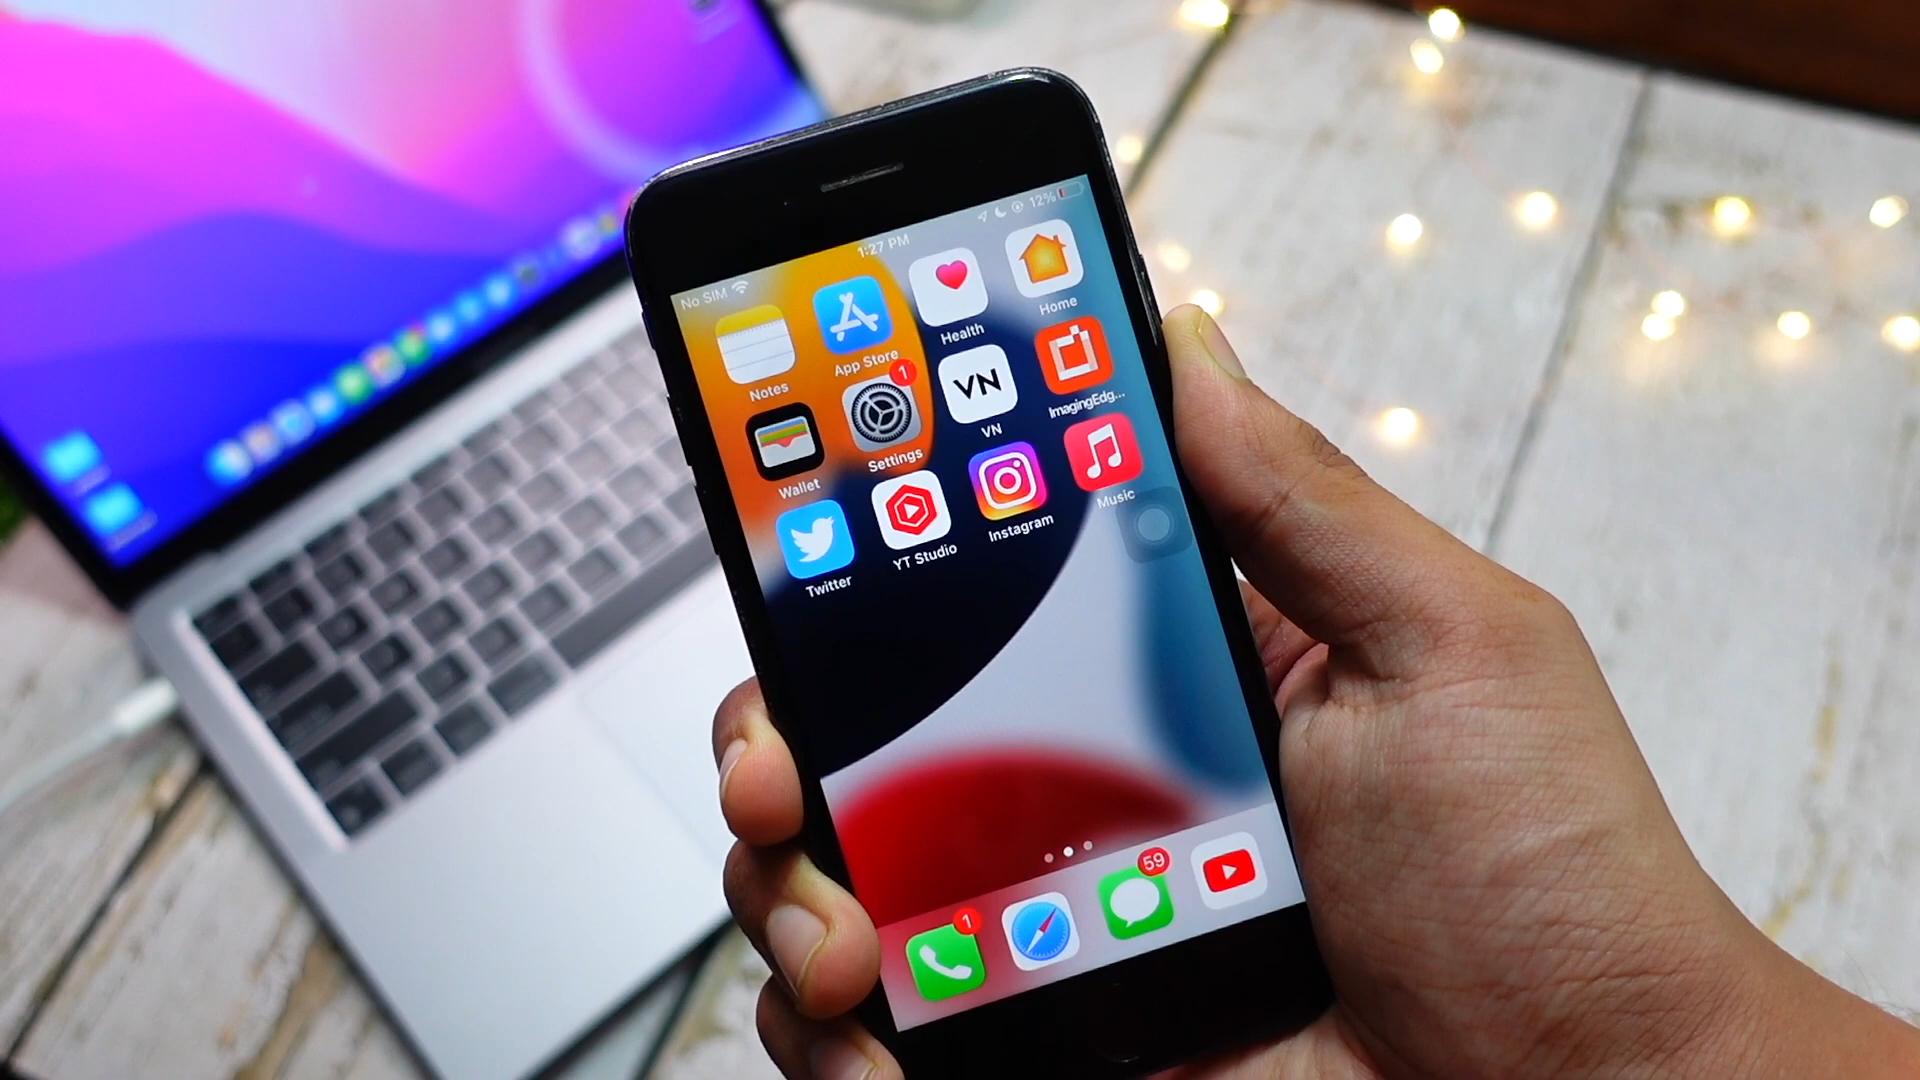 No SIM
1:27 PM
12%
Notes
App Store
Health
Home
1
VN
Wallet
Settings
VN
ImagingEdg...
Twitter
YT Studio
Instagram
Music
1
59